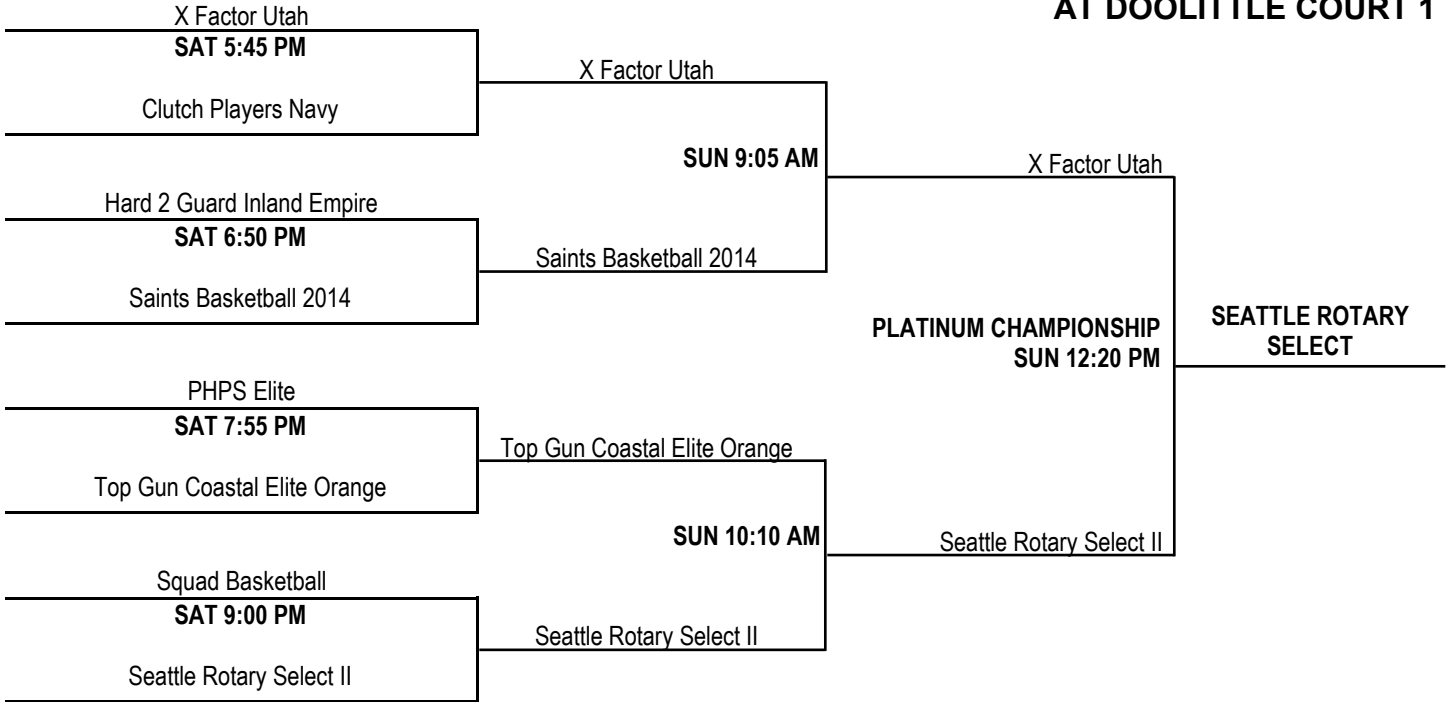 AT DOOLITTLE COURT 1
X Factor Utah
SAT 5:45 PM
Clutch Players Navy
Hard 2 Guard Inland Empire
SAT 6:50 PM
Saints Basketball 2014
PHPS Elite
SAT 7:55 PM
Top Gun Coastal Elite Orange
Squad Basketball
SAT 9:00 PM
Seattle Rotary Select II
X Factor Utah
SUN 9:05 AM
Saints Basketball 2014
Top Gun Coastal Elite Orange
SUN 10:10 AM
Seattle Rotary Select II
X Factor Utah
PLATINUM CHAMPIONSHIP
SUN 12:20 PM
Seattle Rotary Select II
SEATTLE ROTARY
SELECT